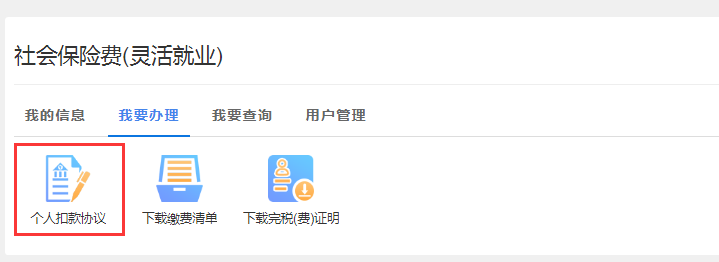 社会保险费(灵活就业)
我的信息 我要办理 我要查询 用户管理
个人扣款协议 下载缴费清单 下载完税(费)证明